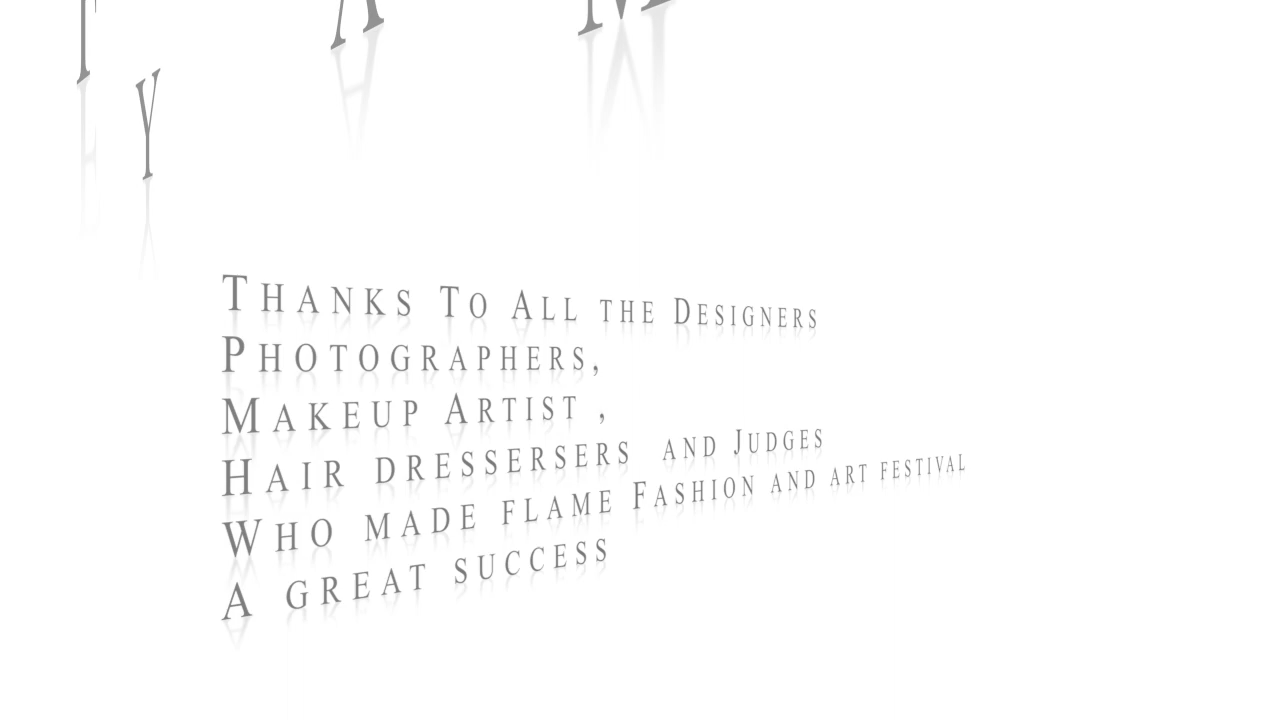 Y
THANKS TO ALL THE DESIGNERS
PHOTOGRAPHERS,
MAKEUP ARTIST ,
HAIR DRESSERSERS AND JUDGES
WHO MADE FLAME FASHION AND ART FESTIVAL
A GREAT SUCCESS